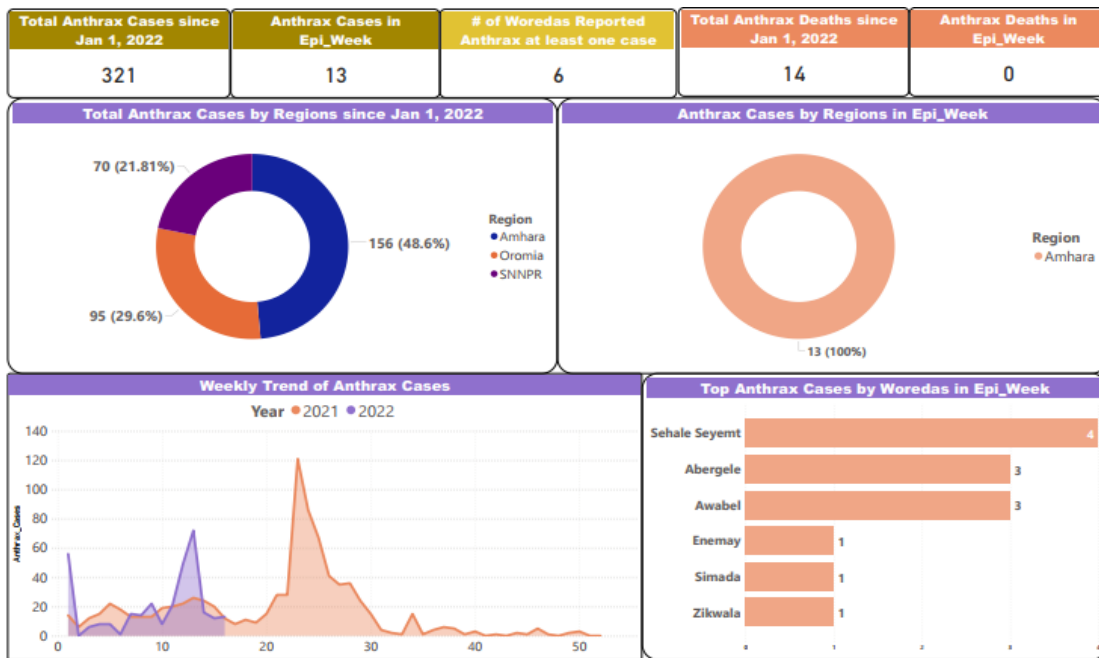 Total Anthrax Cases since
Jan 1, 2022
321
Anthrax Cases in
Epi_Week
13
# of Woredas Reported
Anthrax at least one case
6
Total Anthrax Deaths since
Jan 1, 2022
14
Anthrax Deaths in
Epi_Week
0
Total Anthrax Cases by Regions since Jan 1, 2022
70 (21.81%)
156 (48.6%)
95 (29.6%)
Region
Amhara
Oromia
SNNPR
Anthrax Cases by Regions in Epi_Week
Region
Amhara
13 (100%)
Weekly Trend of Anthrax Cases
Year 2021 2022
Anthrax_Cases
140
120
100
80
60
40
20
0
0 10 20 30 40 50
Top Anthrax Cases by Woredas in Epi_Week
Sehale Seyemt 4
Abergele 3
Awabel 3
Enemay 1
Simada 1
Zikwala 1
0 1 2 3 4